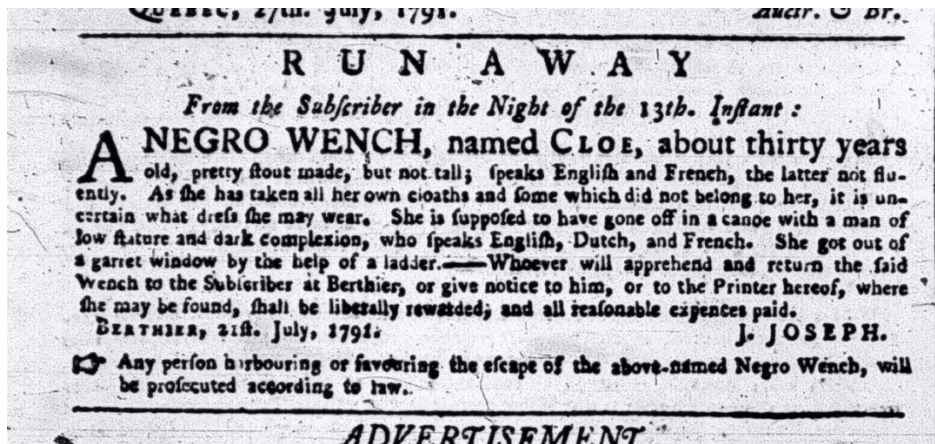 QUEBEC, 27th. July, 1791. Auctr. & Br.
R U N A W A Y
From the Subſcriber in the Night of the 13th. Inſtant :
A NEGRO WENCH, named CLOE, about thirty years
old, pretty ſtout made, but not tall; ſpeaks Engliſh and French, the latter not flu-
ently. As ſhe has taken all her own cloaths and ſome which did not belong to her, it is un-
certain what dreſs ſhe may wear. She is ſuppoſed to have gone off in a canoe with a man of
low ſtature and dark complexion, who ſpeaks Engliſh, Dutch, and French. She got out of
a garret window by the help of a ladder.——Whoever will apprehend and return the ſaid
Wench to the Subſcriber at Berthier, or give notice to him, or to the Printer hereof, where
ſhe may be found, ſhall be liberally rewarded; and all reaſonable expences paid.
BERTHIER, 21ſt. July, 1791. J. JOSEPH.
☞ Any perſon harbouring or favouring the eſcape of the above-named Negro Wench, will
be proſecuted according to law.
ADVERTISEMENT